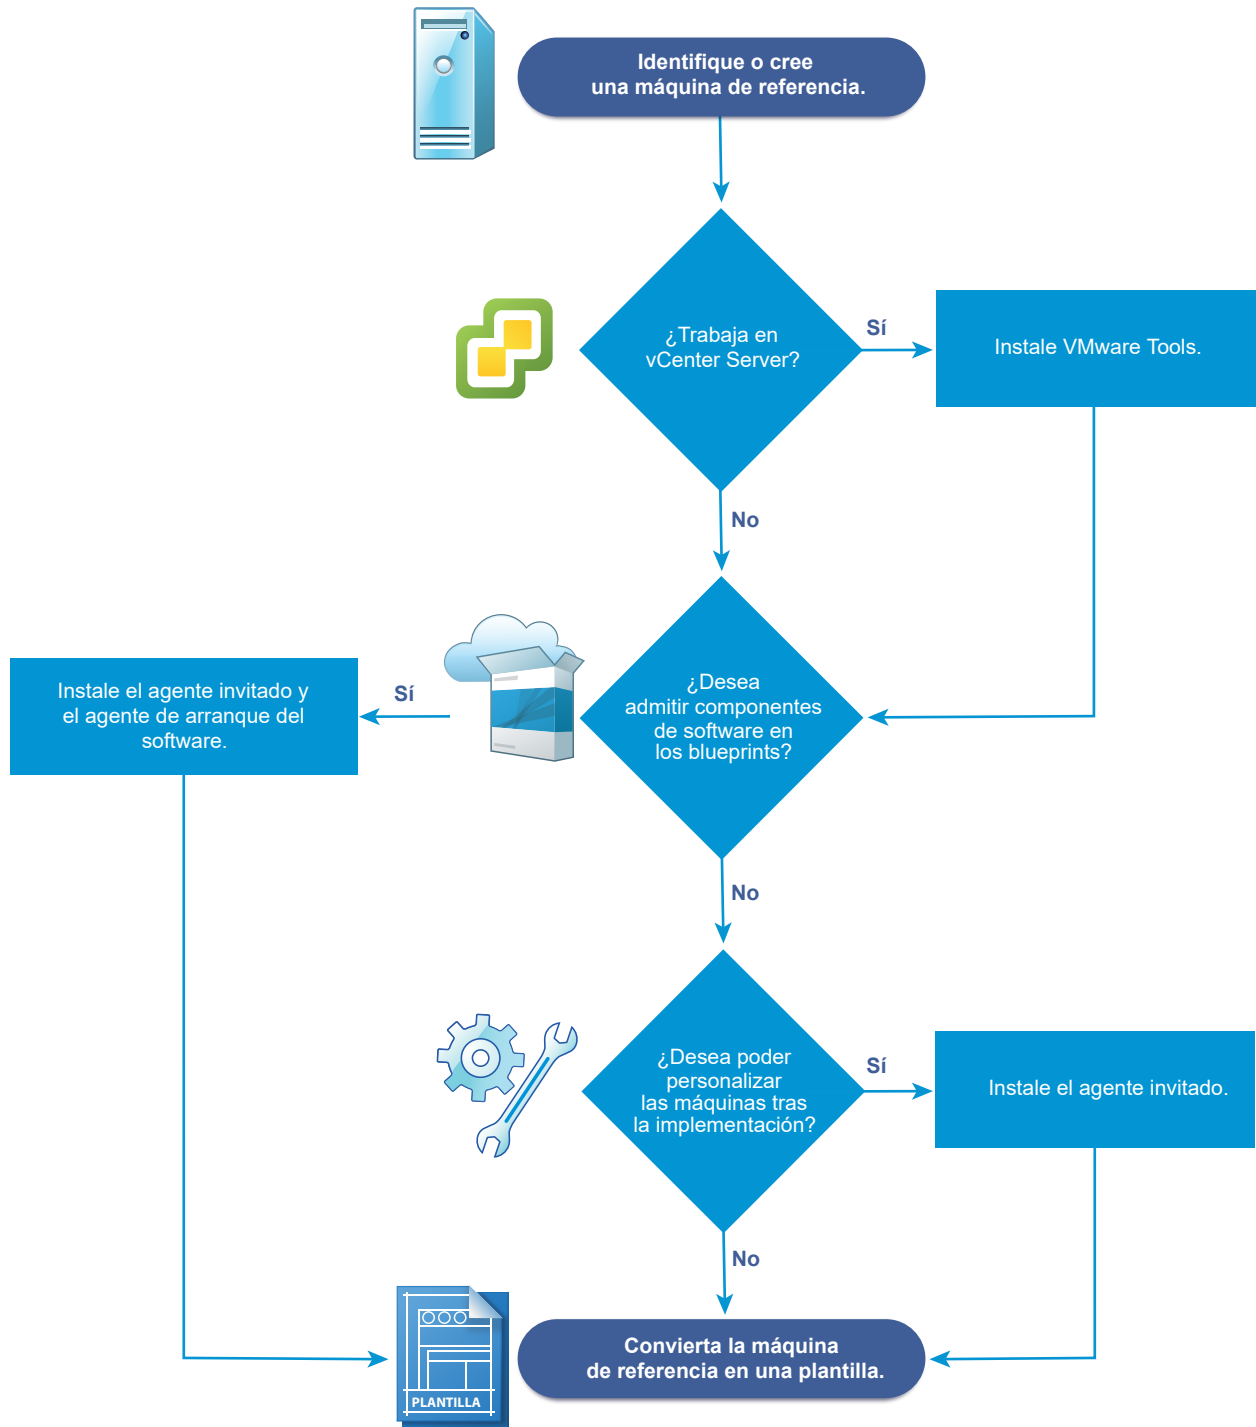 Identifique o cree
una máquina de referencia.
¿Trabaja en
vCenter Server?
Sí
Instale VMware Tools.
No
¿Desea
admitir componentes
de software en
los blueprints?
Sí
Instale el agente invitado y
el agente de arranque del
software.
No
¿Desea poder
personalizar
las máquinas tras
la implementación?
Sí
Instale el agente invitado.
No
PLANTILLA
Convierta la máquina
de referencia en una plantilla.